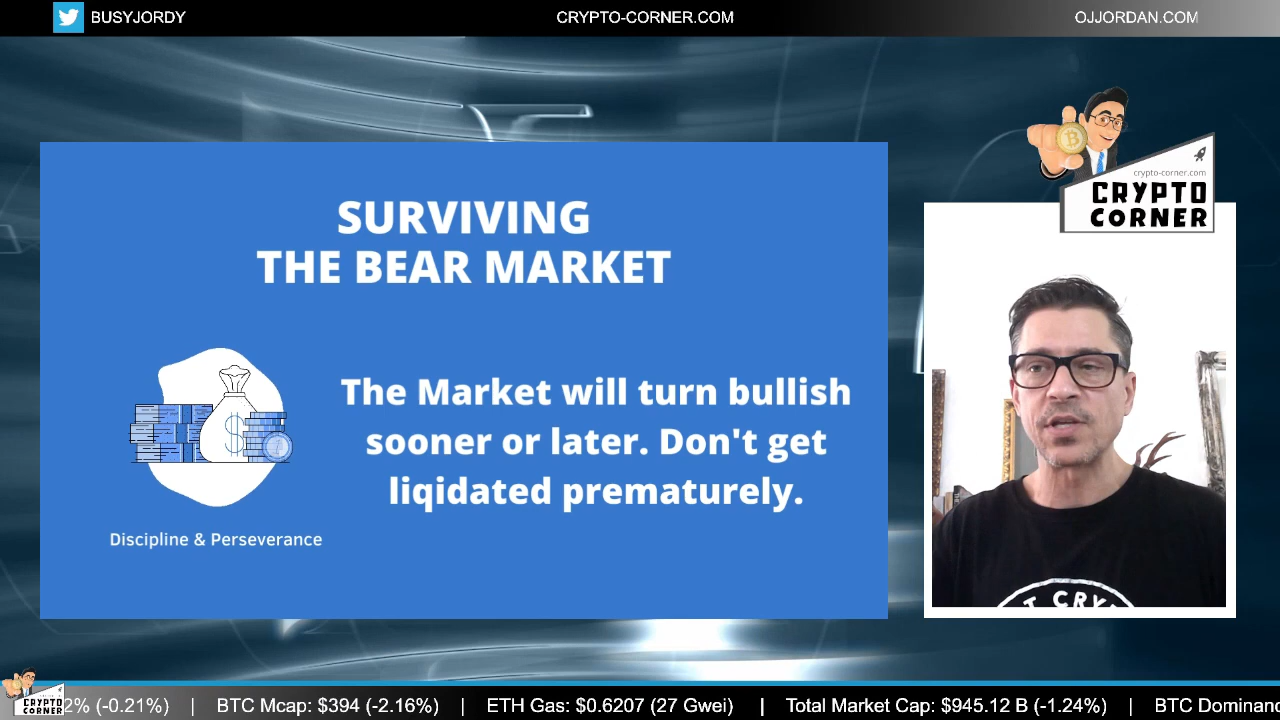 BUSYJORDY
CRYPTO-CORNER.COM
OJJORDAN.COM
crypto-corner.com
CRYPTO
CORNER
SURVIVING
THE BEAR MARKET
The Market will turn bullish
sooner or later. Don't get
liqidated prematurely.
Discipline & Perseverance
CRYPTO
CORNER
2% (-0.21%) | BTC Mcap: $394 (-2.16%) | ETH Gas: $0.6207 (27 Gwei) | Total Market Cap: $945.12 B (-1.24%) | BTC Dominanc